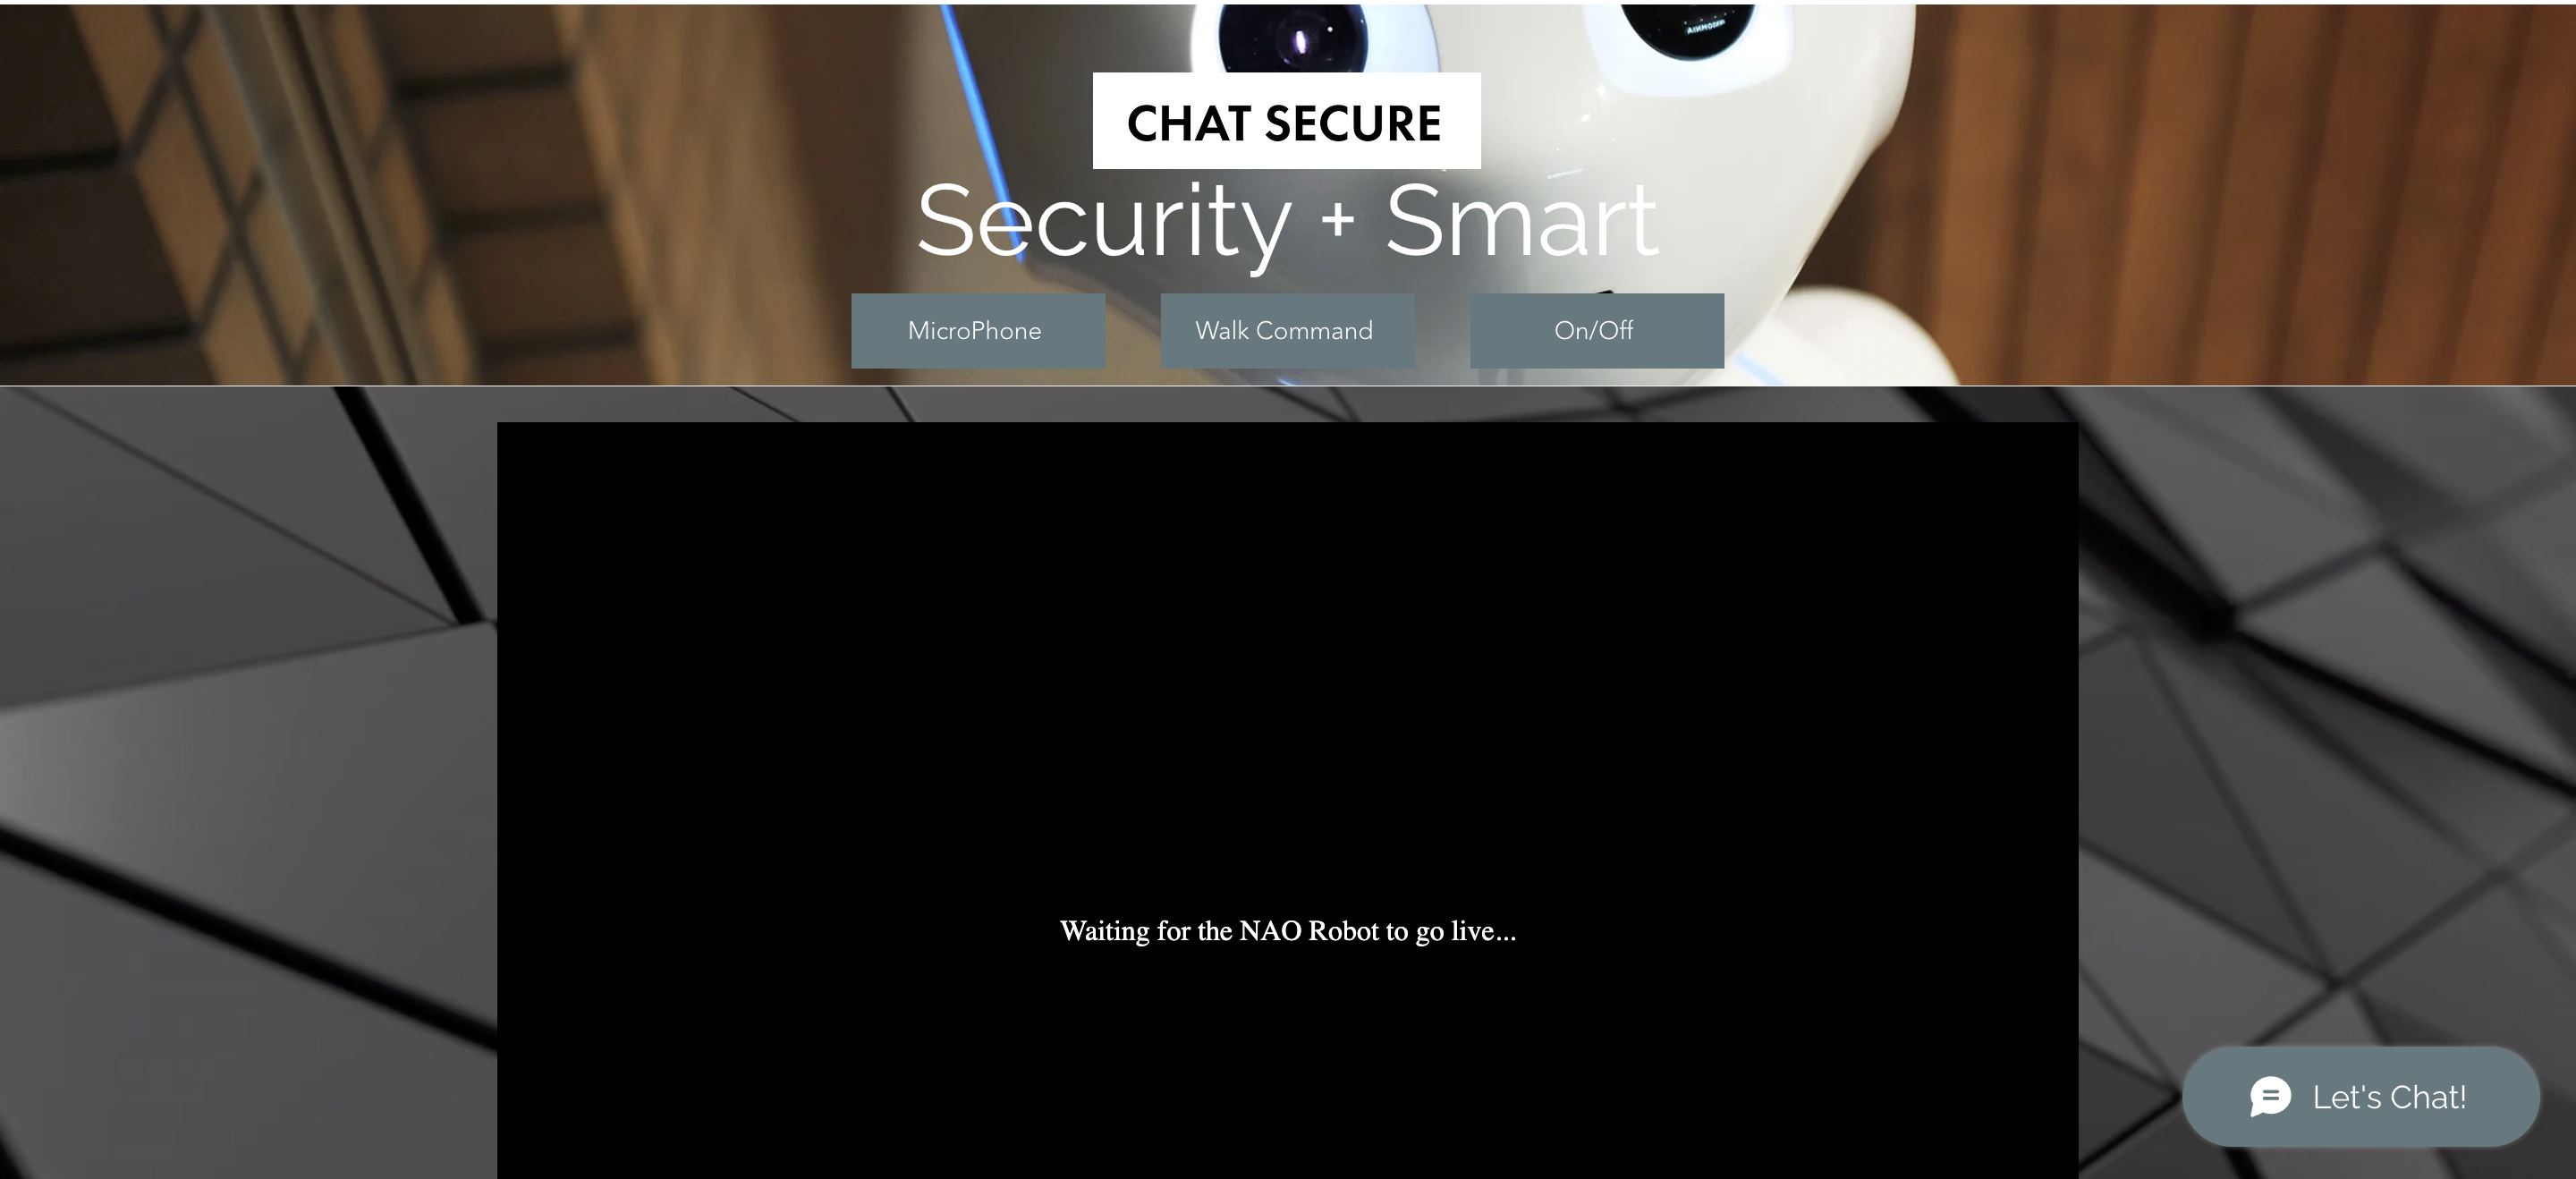 CHAT SECURE
Security + Smart
MicroPhone
Walk Command
On/Off
Waiting for the NAO Robot to go live...
Let's Chat!